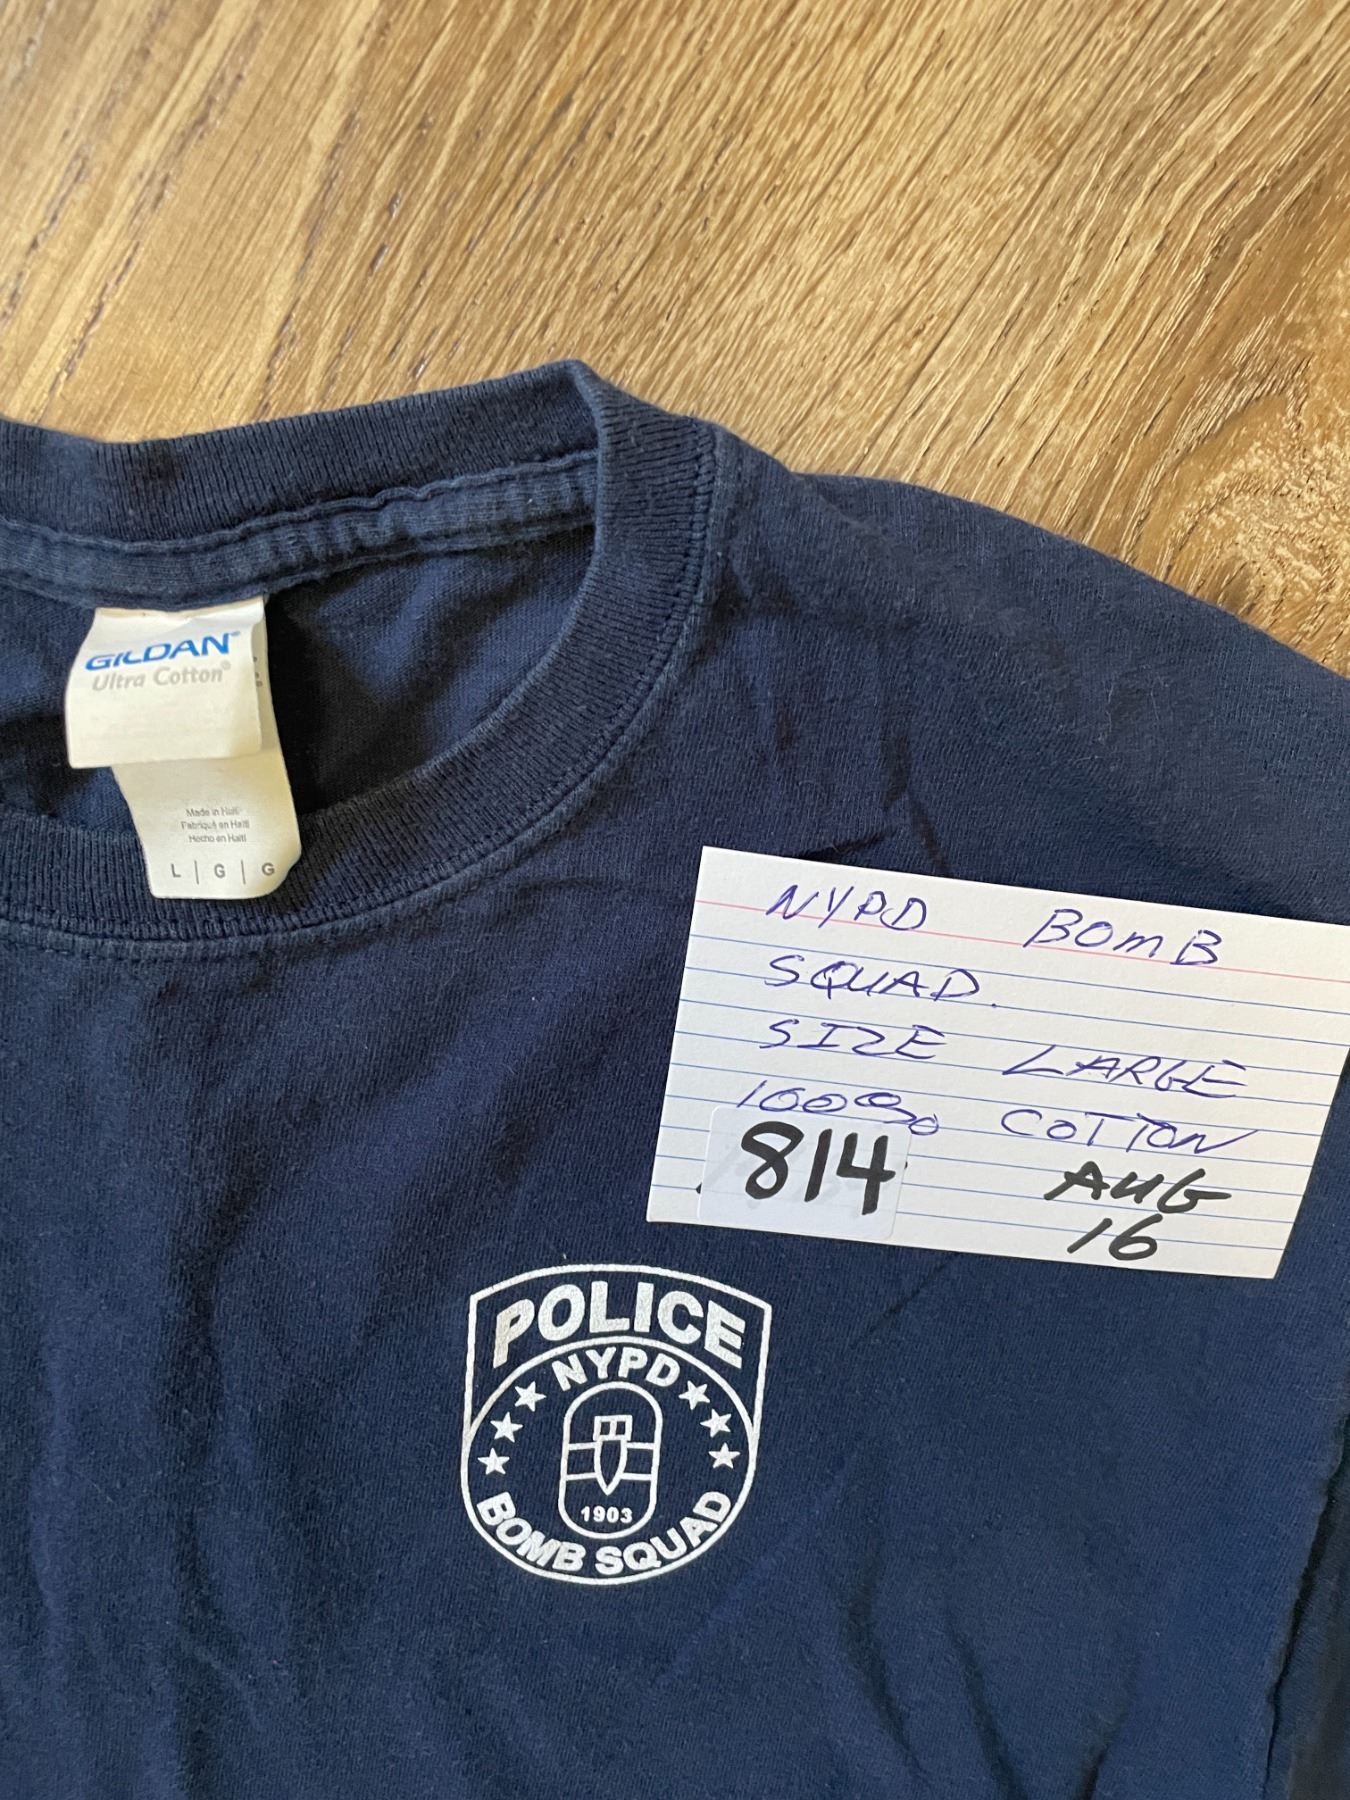 GILDAN®
Ultra Cotton®
Made in Haiti
Fabriqué en Haïti
Hecho en Haití
L | G | G
NYPD BOMB
SQUAD.
SIZE LARGE
100% COTTON
814
AUG
16
POLICE
NYPD
1903
BOMB SQUAD